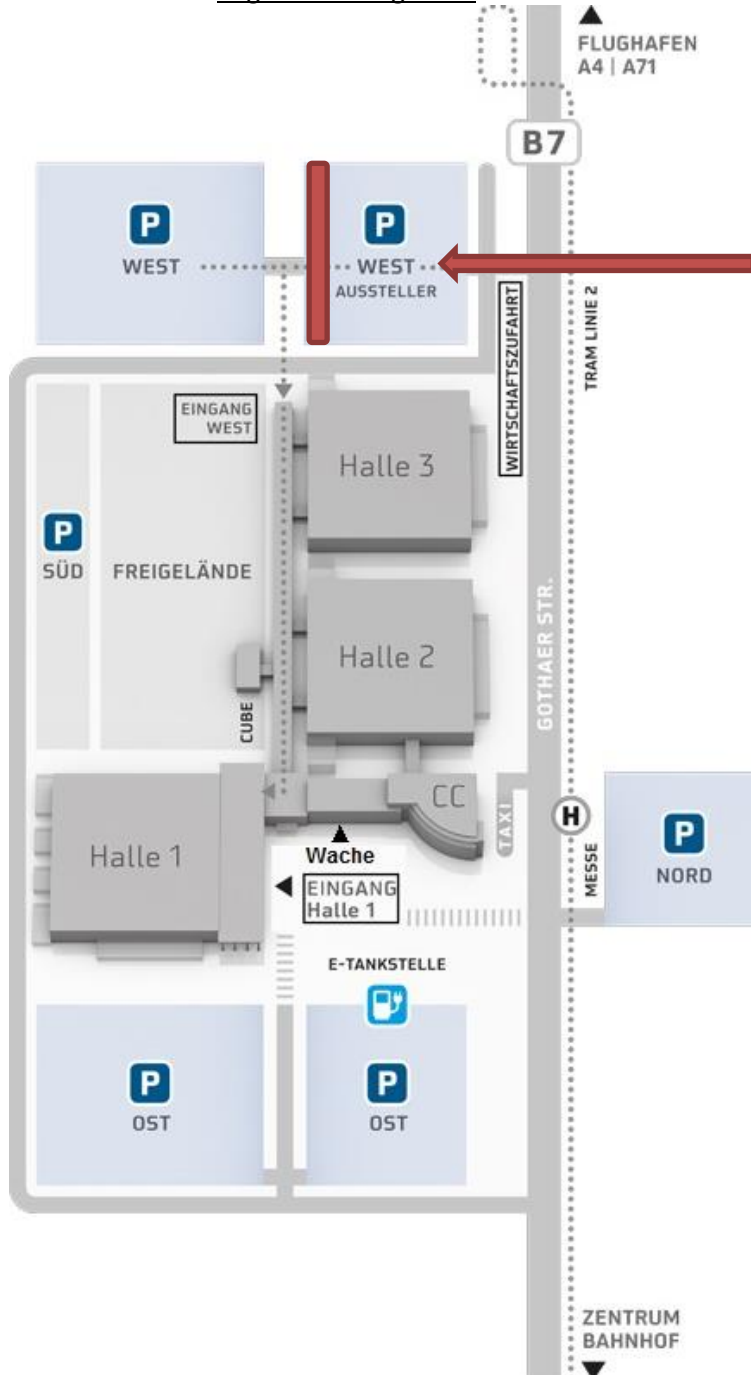 FLUGHAFEN
A4 | A71
B7
P
WEST
P
WEST
AUSSTELLER
WIRTSCHAFTSZUFAHRT
TRAM LINIE 2
EINGANG
WEST
Halle 3
P
SÜD
FREIGELÄNDE
Halle 2
GOTHAER STR.
CUBE
CC
TAXI
H
MESSE
P
NORD
Halle 1
Wache
EINGANG
Halle 1
E-TANKSTELLE
P
OST
P
OST
ZENTRUM
BAHNHOF